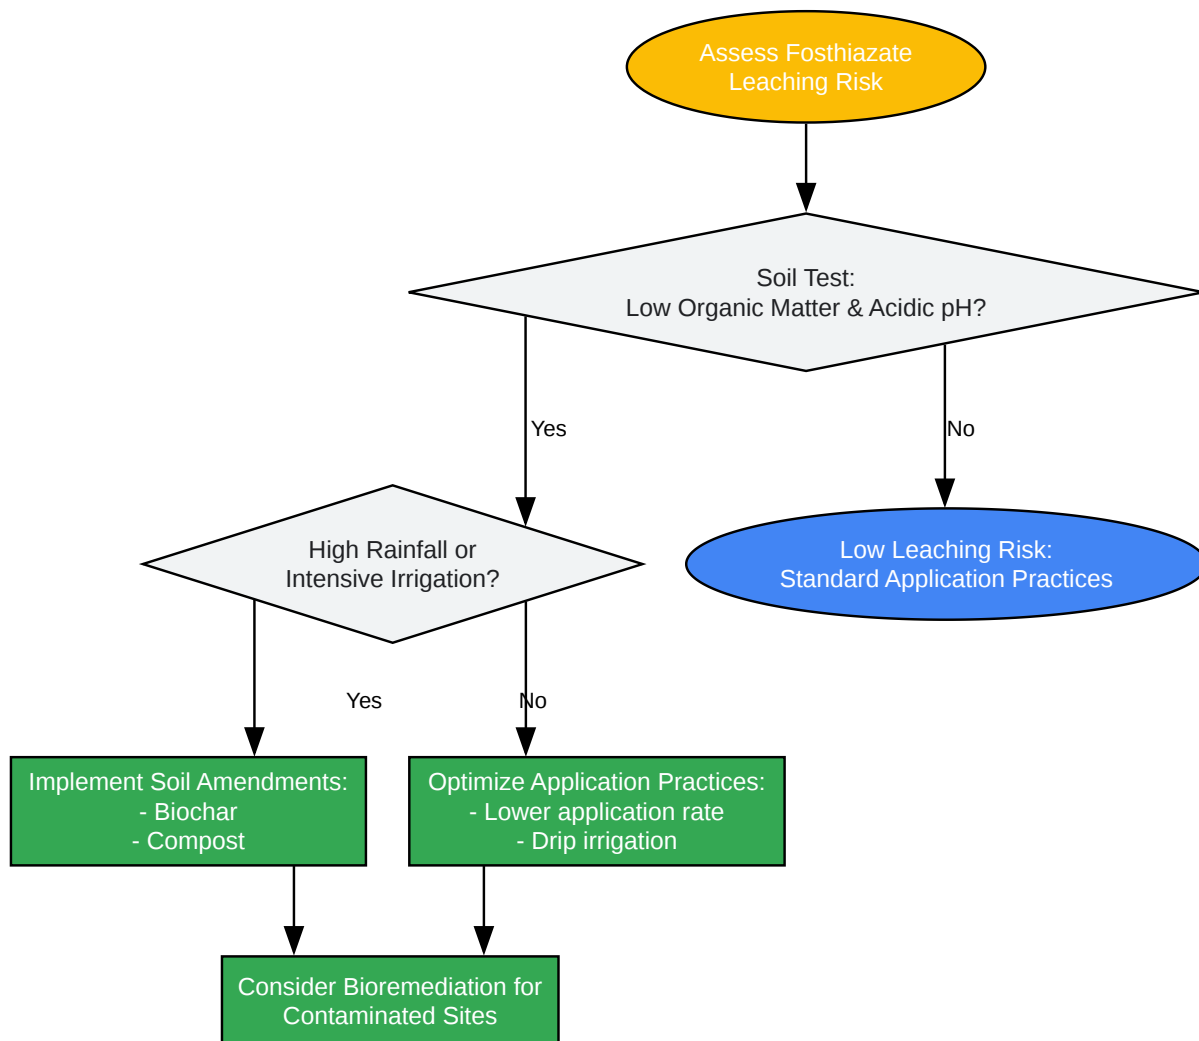 Assess Fosthiazate
Leaching Risk
Soil Test:
Low Organic Matter & Acidic pH?
Yes
No
High Rainfall or
Intensive Irrigation?
Low Leaching Risk:
Standard Application Practices
Yes
No
Implement Soil Amendments:
- Biochar
- Compost
Optimize Application Practices:
- Lower application rate
- Drip irrigation
Consider Bioremediation for
Contaminated Sites